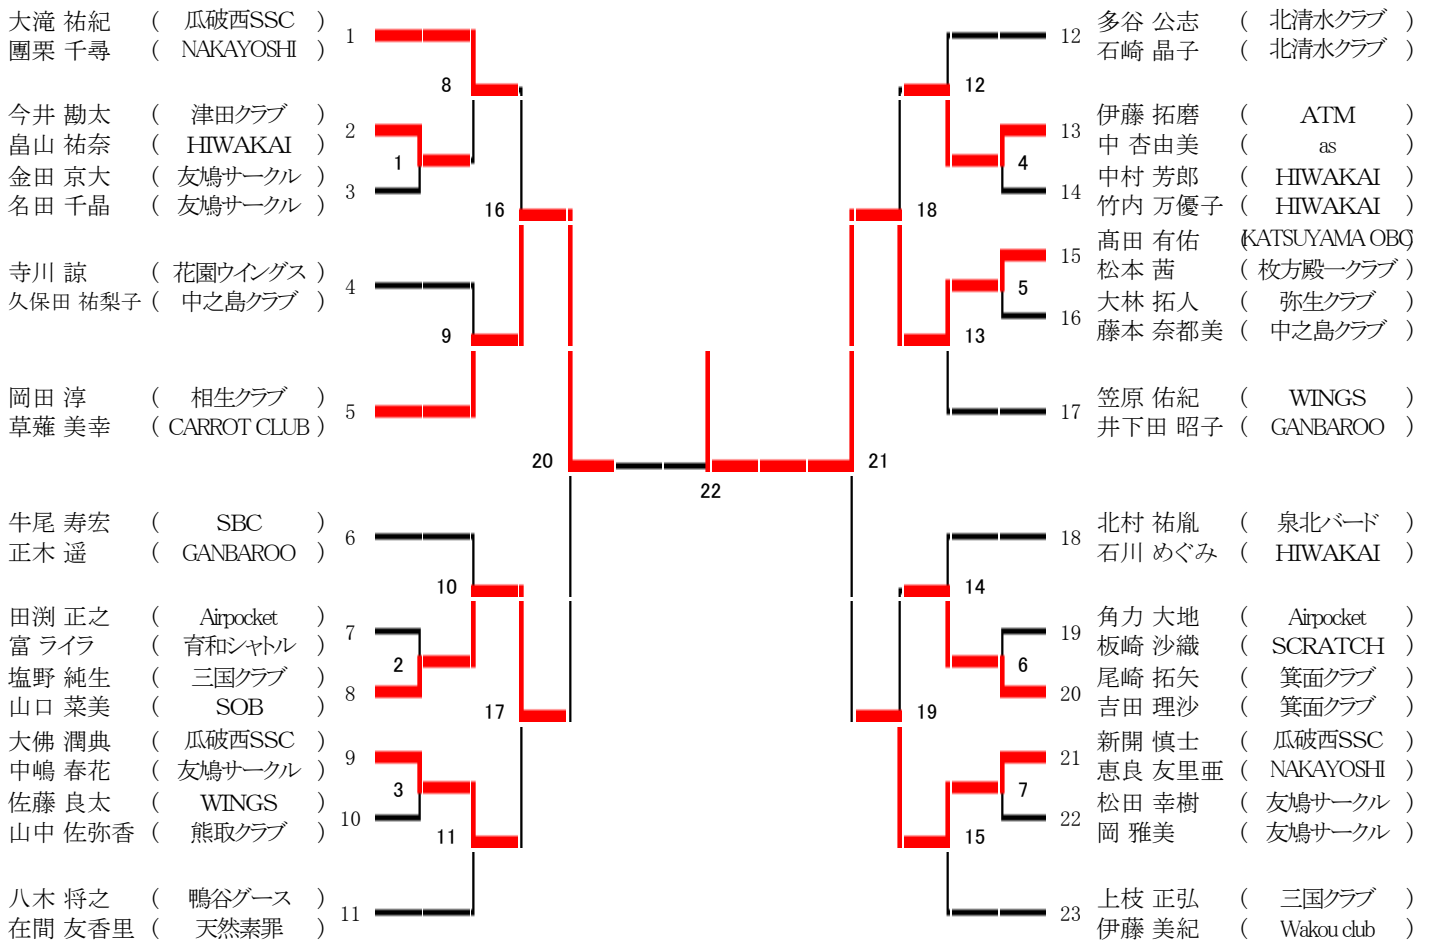 大滝 祐紀 ( 瓜破西SSC ) 1
團栗 千尋 ( NAKAYOSHI )
8
今井 勘太 ( 津田クラブ ) 2
畠山 祐奈 ( HIWAKAI )
1
金田 京大 ( 友鳩サークル ) 3
名田 千晶 ( 友鳩サークル )
16
寺川 諒 ( 花園ウイングス ) 4
久保田 祐梨子 ( 中之島クラブ )
9
岡田 淳 ( 相生クラブ ) 5
草薙 美幸 ( CARROT CLUB )
20
牛尾 寿宏 ( SBC ) 6
正木 遥 ( GANBAROO )
10
田渕 正之 ( Airpocket ) 7
富 ライラ ( 育和シャトル )
2
塩野 純生 ( 三国クラブ ) 8
山口 菜美 ( SOB )
17
大佛 潤典 ( 瓜破西SSC ) 9
中嶋 春花 ( 友鳩サークル )
3
佐藤 良太 ( WINGS ) 10
山中 佐弥香 ( 熊取クラブ )
11
八木 将之 ( 鴨谷グース ) 11
在間 友香里 ( 天然素罪 )
22
12 多谷 公志 ( 北清水クラブ )
石崎 晶子 ( 北清水クラブ )
12
13 伊藤 拓磨 ( ATM )
中 杏由美 ( as )
4
14 中村 芳郎 ( HIWAKAI )
竹内 万優子 ( HIWAKAI )
18
15 髙田 有佑 (KATSUYAMA OBC)
松本 茜 ( 枚方殿一クラブ )
5
16 大林 拓人 ( 弥生クラブ )
藤本 奈都美 ( 中之島クラブ )
13
17 笠原 佑紀 ( WINGS )
井下田 昭子 ( GANBAROO )
21
18 北村 祐胤 ( 泉北バード )
石川 めぐみ ( HIWAKAI )
14
19 角力 大地 ( Airpocket )
板崎 沙織 ( SCRATCH )
6
20 尾崎 拓矢 ( 箕面クラブ )
吉田 理沙 ( 箕面クラブ )
19
21 新開 慎士 ( 瓜破西SSC )
恵良 友里亜 ( NAKAYOSHI )
7
22 松田 幸樹 ( 友鳩サークル )
岡 雅美 ( 友鳩サークル )
15
23 上枝 正弘 ( 三国クラブ )
伊藤 美紀 ( Wakou club )